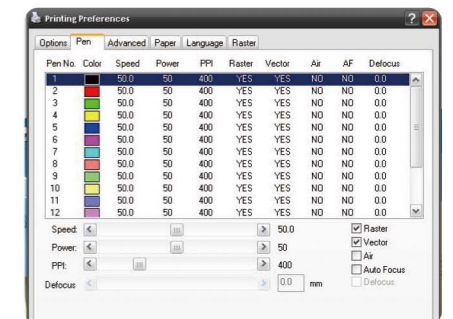 Printing Preferences
Options Pen Advanced Paper Language Raster
Pen No. Color Speed Power PPI Raster Vector Air AF Defocus
1 50.0 50 400 YES YES NO NO 0.0
2 50.0 50 400 YES YES NO NO 0.0
3 50.0 50 400 YES YES NO NO 0.0
4 50.0 50 400 YES YES NO NO 0.0
5 50.0 50 400 YES YES NO NO 0.0
6 50.0 50 400 YES YES NO NO 0.0
7 50.0 50 400 YES YES NO NO 0.0
8 50.0 50 400 YES YES NO NO 0.0
9 50.0 50 400 YES YES NO NO 0.0
10 50.0 50 400 YES YES NO NO 0.0
11 50.0 50 400 YES YES NO NO 0.0
12 50.0 50 400 YES YES NO NO 0.0
Speed: 50.0 Raster
Power: 50 Vector
Air
PPI: 400 Auto Focus
Defocus 0.0 mm Defocus